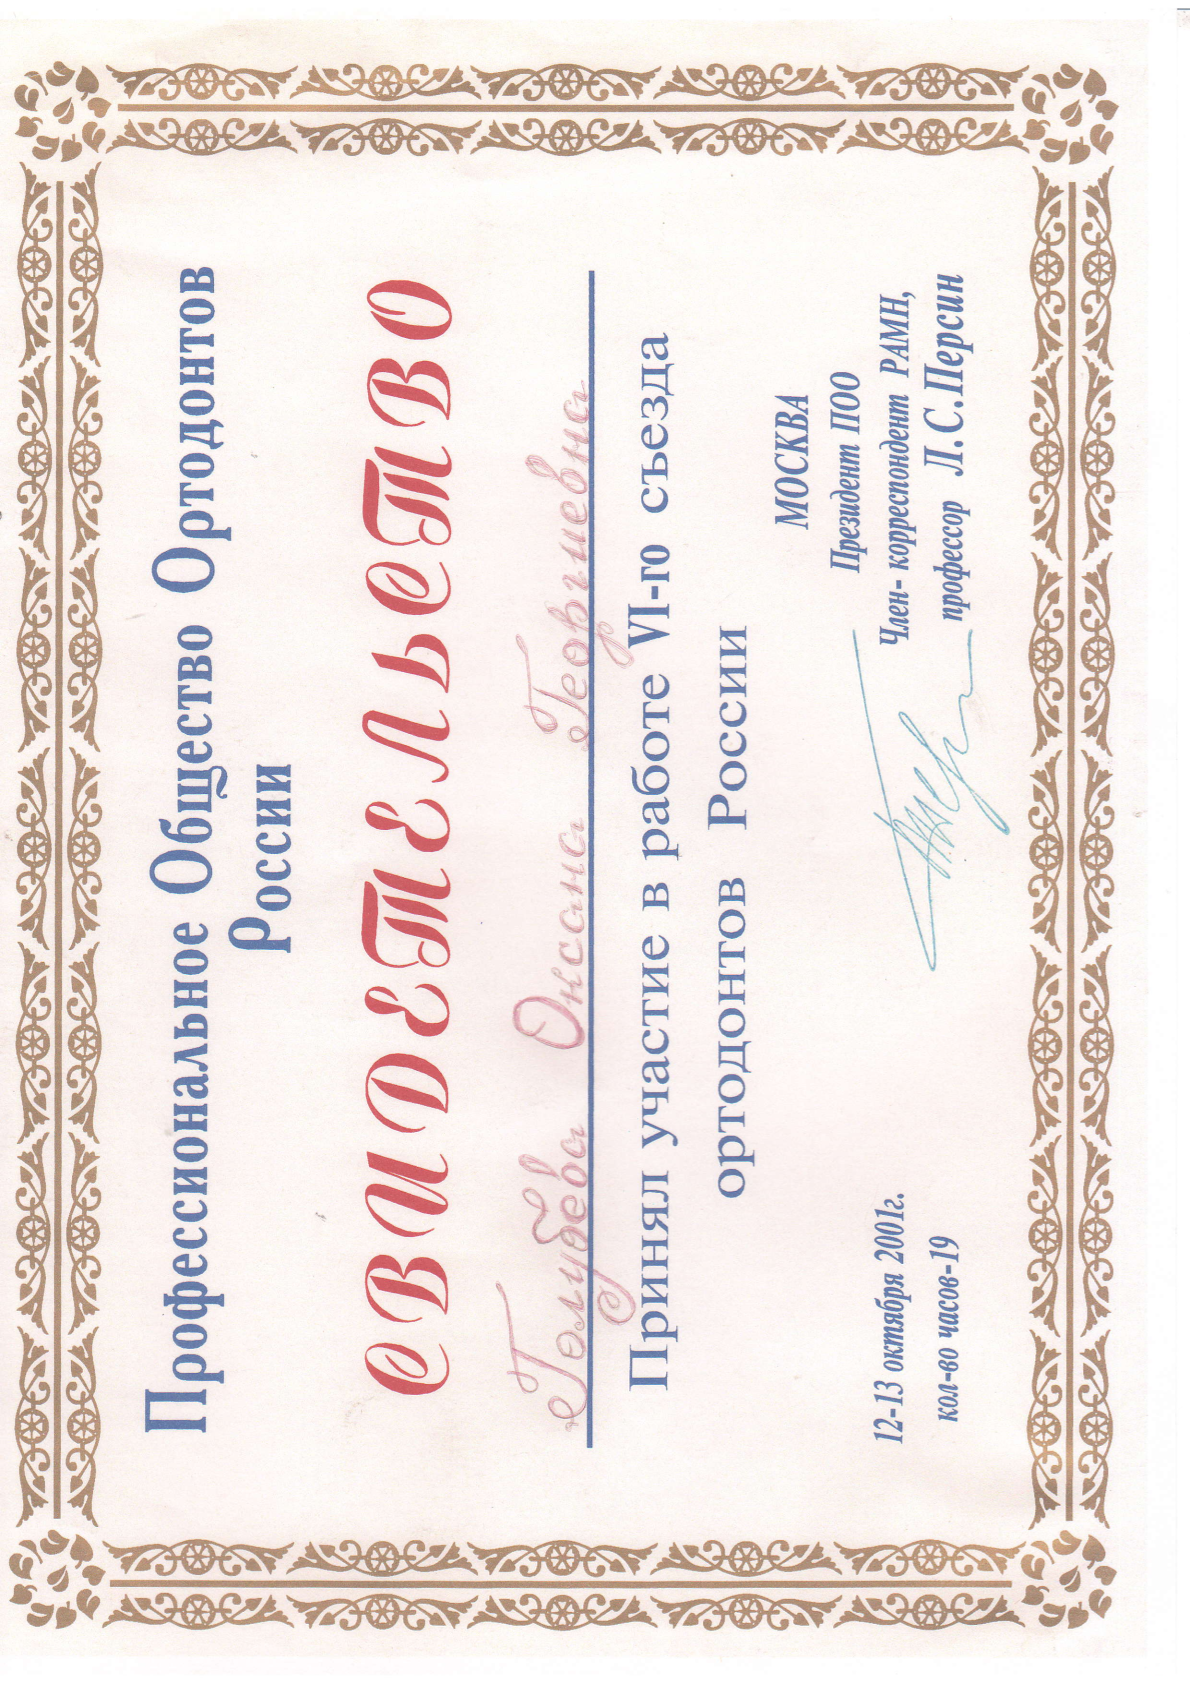 Профессиональное Общество Ортодонтов
России
СВИДЕТЕЛЬСТВО
Голубева Оксана Георгиевна
Принял участие в работе VI-го съезда
ортодонтов России
МОСКВА
Президент ПОО
12-13 октября 2001г.
Член- корреспондент РАМН,
кол-во часов-19
профессор Л.С.Персин